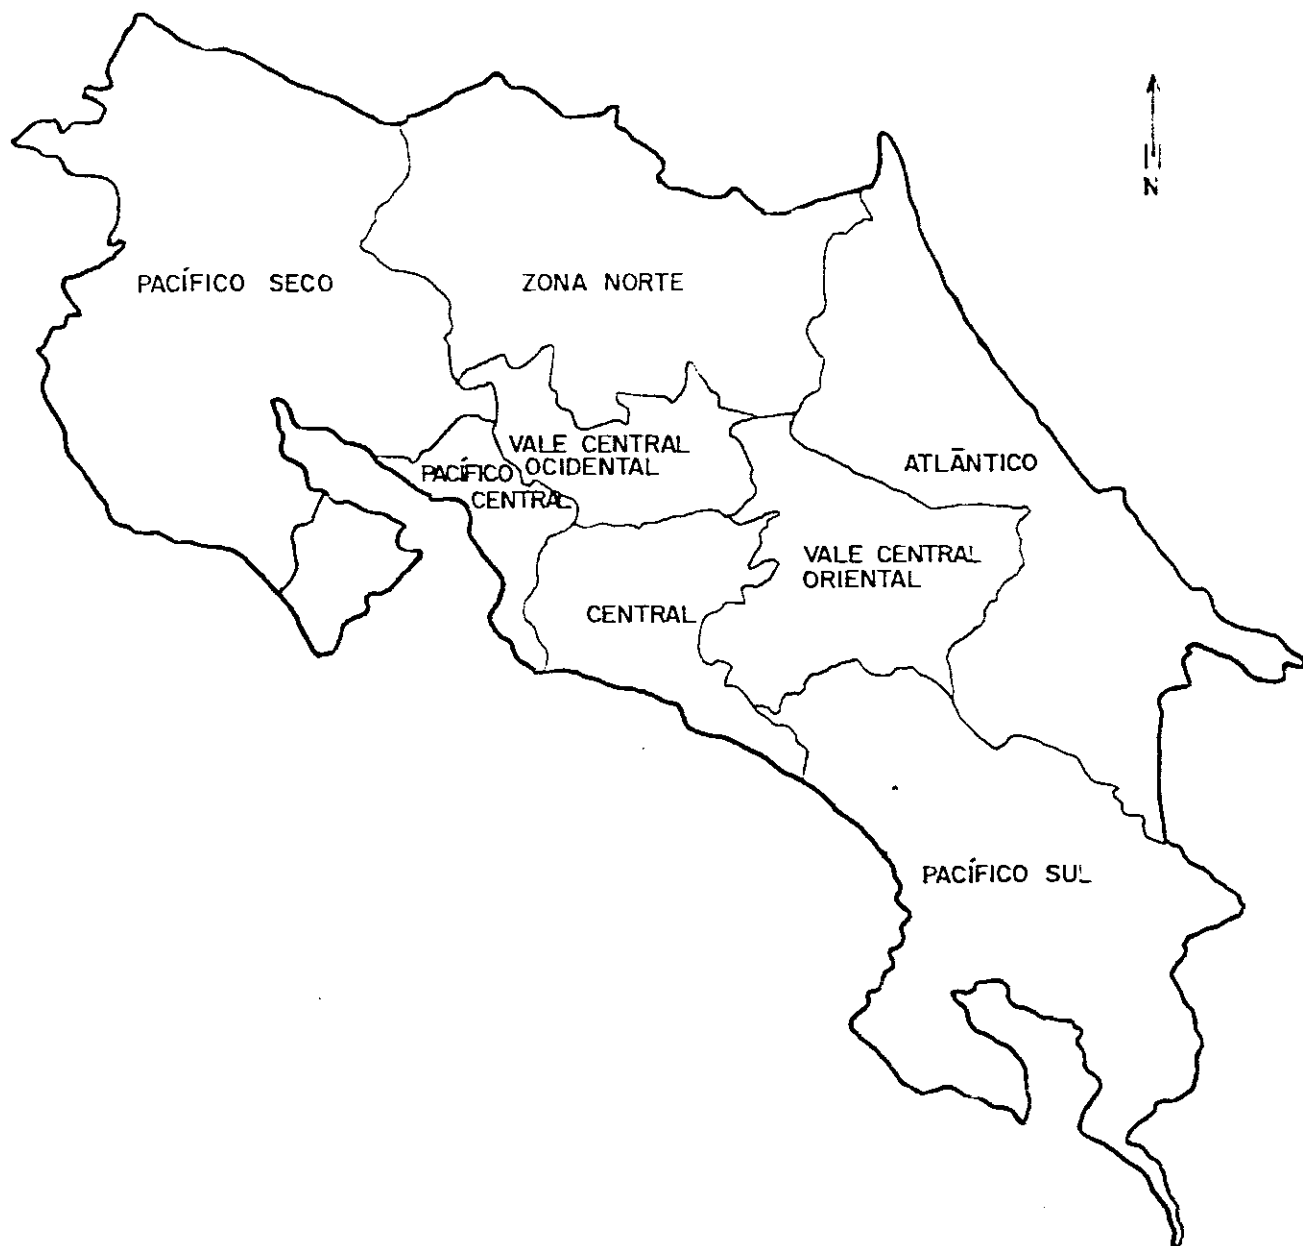 N
PACÍFICO SECO
ZONA NORTE
VALE CENTRAL
OCIDENTAL
PACÍFICO
CENTRAL
ATLÂNTICO
VALE CENTRAL
ORIENTAL
CENTRAL
PACÍFICO SUL